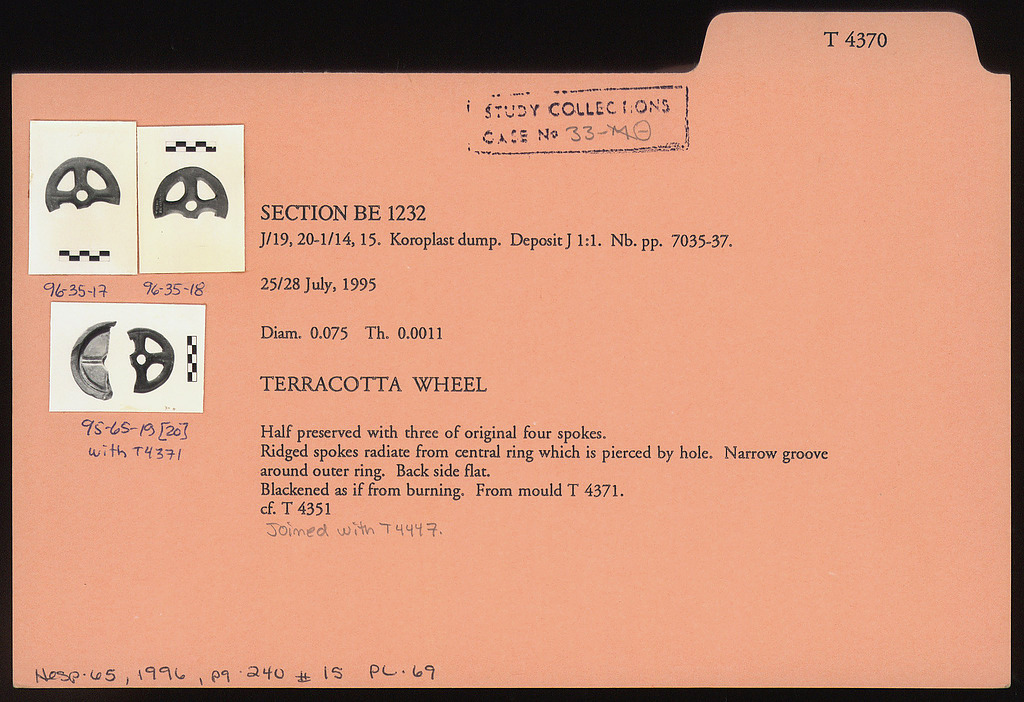 T 4370
STUDY COLLECTIONS
CASE No 33-
SECTION BE 1232
J/19, 20-1/14, 15. Koroplast dump. Deposit J 1:1. Nb. pp. 7035-37.
96-35-17 96-35-18
25/28 July, 1995
Diam. 0.075 Th. 0.0011
TERRACOTTA WHEEL
95-65-19 [20]
with T4371
Half preserved with three of original four spokes.
Ridged spokes radiate from central ring which is pierced by hole. Narrow groove
around outer ring. Back side flat.
Blackened as if from burning. From mould T 4371.
cf. T 4351
Joined with T4447.
Hesp. 65, 1996, pg. 240 # 15 PL. 69